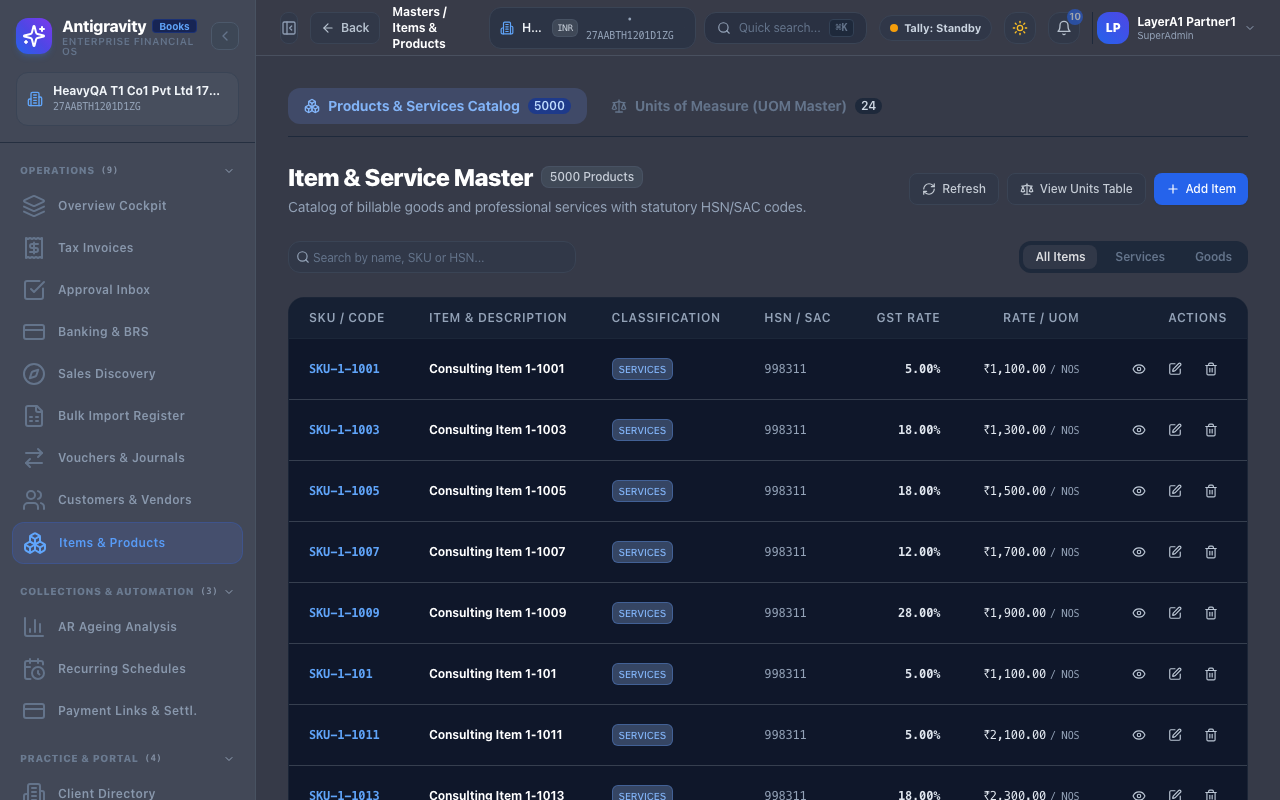 Antigravity Books
ENTERPRISE FINANCIAL OS
HeavyQA T1 Co1 Pvt Ltd 17...
27AABTH1201D1ZG
OPERATIONS (9)
Overview Cockpit
Tax Invoices
Approval Inbox
Banking & BRS
Sales Discovery
Bulk Import Register
Vouchers & Journals
Customers & Vendors
Items & Products
COLLECTIONS & AUTOMATION (3)
AR Ageing Analysis
Recurring Schedules
Payment Links & Settl.
PRACTICE & PORTAL (4)
Client Directory
Back
Masters / Items & Products
H... INR • 27AABTH1201D1ZG
Quick search... ⌘K
Tally: Standby
10
LP
LayerA1 Partner1
SuperAdmin
Products & Services Catalog 5000
Units of Measure (UOM Master) 24
Item & Service Master 5000 Products
Catalog of billable goods and professional services with statutory HSN/SAC codes.
Refresh
View Units Table
+ Add Item
Search by name, SKU or HSN...
All Items Services Goods
SKU / CODE ITEM & DESCRIPTION CLASSIFICATION HSN / SAC GST RATE RATE / UOM ACTIONS
SKU-1-1001 Consulting Item 1-1001 SERVICES 998311 5.00% ₹1,100.00 / NOS
SKU-1-1003 Consulting Item 1-1003 SERVICES 998311 18.00% ₹1,300.00 / NOS
SKU-1-1005 Consulting Item 1-1005 SERVICES 998311 18.00% ₹1,500.00 / NOS
SKU-1-1007 Consulting Item 1-1007 SERVICES 998311 12.00% ₹1,700.00 / NOS
SKU-1-1009 Consulting Item 1-1009 SERVICES 998311 28.00% ₹1,900.00 / NOS
SKU-1-101 Consulting Item 1-101 SERVICES 998311 5.00% ₹1,100.00 / NOS
SKU-1-1011 Consulting Item 1-1011 SERVICES 998311 5.00% ₹2,100.00 / NOS
SKU-1-1013 Consulting Item 1-1013 SERVICES 998311 18.00% ₹2,300.00 / NOS